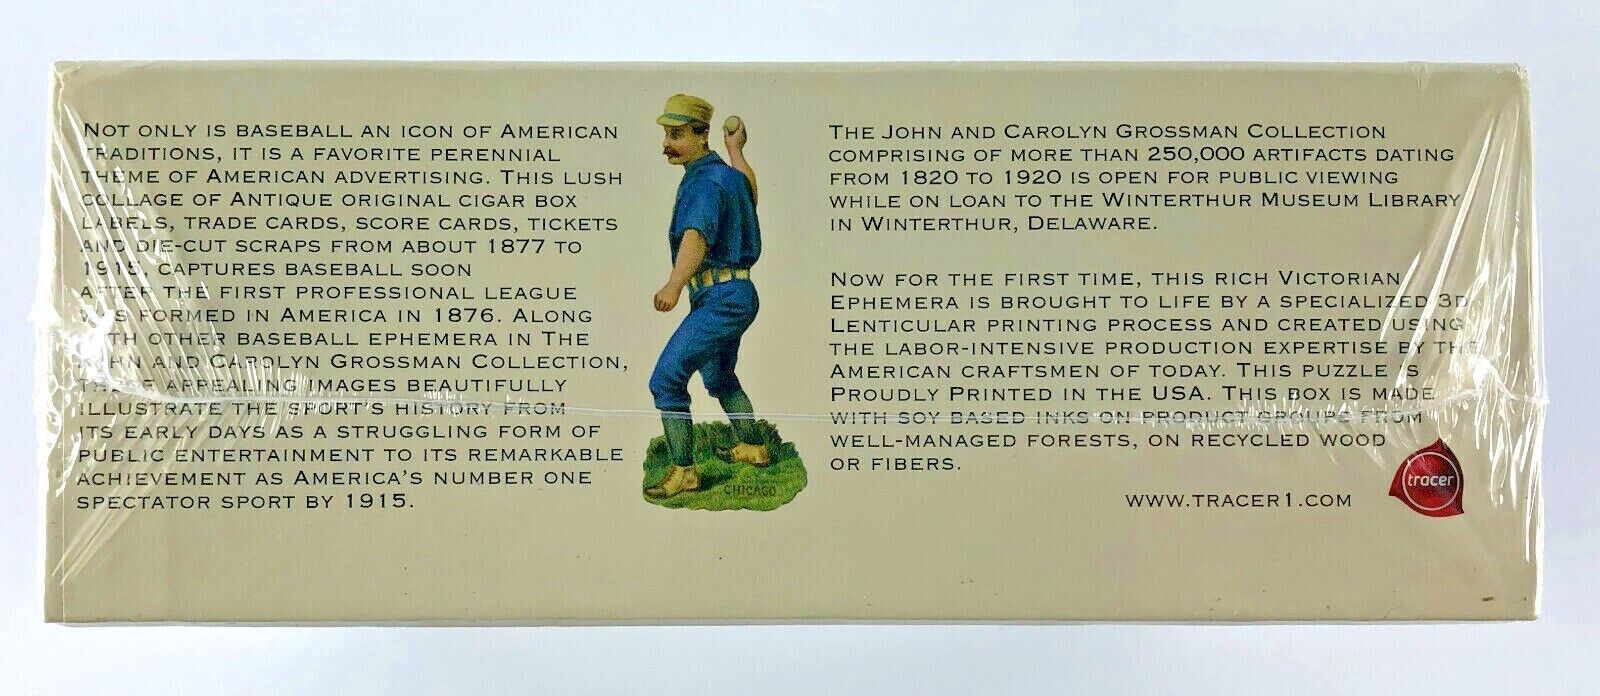 NOT ONLY IS BASEBALL AN ICON OF AMERICAN
TRADITIONS, IT IS A FAVORITE PERENNIAL
THEME OF AMERICAN ADVERTISING. THIS LUSH
COLLAGE OF ANTIQUE ORIGINAL CIGAR BOX
LABELS, TRADE CARDS, SCORE CARDS, TICKETS
AND DIE-CUT SCRAPS FROM ABOUT 1877 TO
1915, CAPTURES BASEBALL SOON
AFTER THE FIRST PROFESSIONAL LEAGUE
WAS FORMED IN AMERICA IN 1876. ALONG
WITH OTHER BASEBALL EPHEMERA IN THE
JOHN AND CAROLYN GROSSMAN COLLECTION,
THESE APPEALING IMAGES BEAUTIFULLY
ILLUSTRATE THE SPORT'S HISTORY FROM
ITS EARLY DAYS AS A STRUGGLING FORM OF
PUBLIC ENTERTAINMENT TO ITS REMARKABLE
ACHIEVEMENT AS AMERICA'S NUMBER ONE
SPECTATOR SPORT BY 1915.
CHICAGO
THE JOHN AND CAROLYN GROSSMAN COLLECTION
COMPRISING OF MORE THAN 250,000 ARTIFACTS DATING
FROM 1820 TO 1920 IS OPEN FOR PUBLIC VIEWING
WHILE ON LOAN TO THE WINTERTHUR MUSEUM LIBRARY
IN WINTERTHUR, DELAWARE.
NOW FOR THE FIRST TIME, THIS RICH VICTORIAN
EPHEMERA IS BROUGHT TO LIFE BY A SPECIALIZED 3D
LENTICULAR PRINTING PROCESS AND CREATED USING
THE LABOR-INTENSIVE PRODUCTION EXPERTISE BY THE
AMERICAN CRAFTSMEN OF TODAY. THIS PUZZLE IS
PROUDLY PRINTED IN THE USA. THIS BOX IS MADE
WITH SOY BASED INKS ON PRODUCT GROUPS FROM
WELL-MANAGED FORESTS, ON RECYCLED WOOD
OR FIBERS.
WWW.TRACER1.COM
tracer